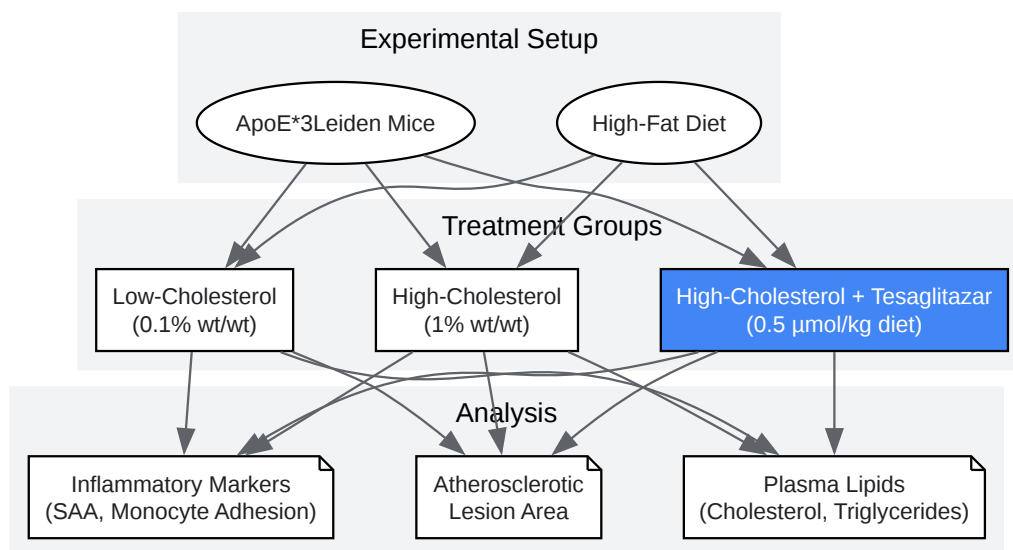 Experimental Setup
ApoE*3Leiden Mice
High-Fat Diet
Treatment Groups
Low-Cholesterol
(0.1% wt/wt)
High-Cholesterol
(1% wt/wt)
High-Cholesterol + Tesaglitazar
(0.5 µmol/kg diet)
Analysis
Inflammatory Markers
(SAA, Monocyte Adhesion)
Atherosclerotic
Lesion Area
Plasma Lipids
(Cholesterol, Triglycerides)